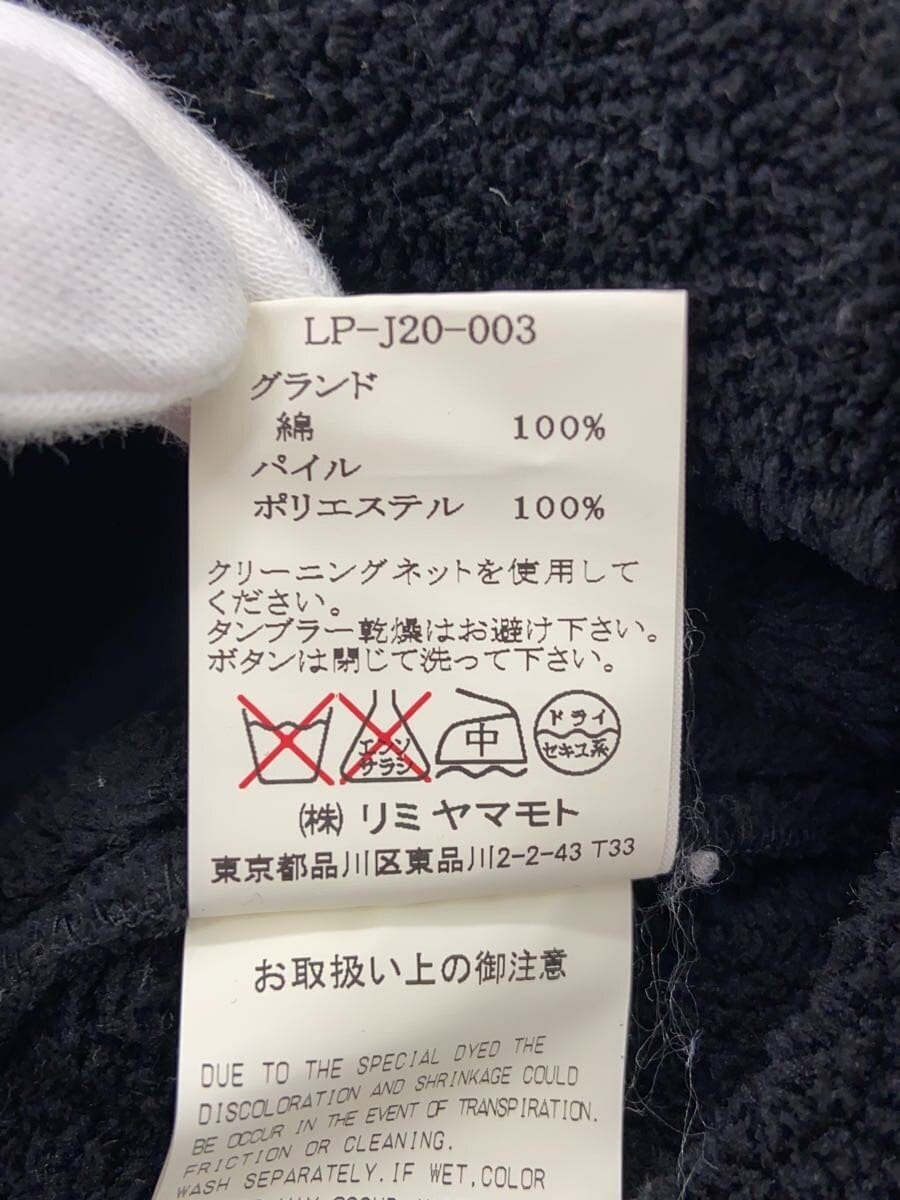 LP-J20-003
グランド
綿 100%
パイル
ポリエステル 100%
クリーニングネットを使用して
ください。
タンブラー乾燥はお避け下さい。
ボタンは閉じて洗って下さい。
エンソ
サラシ
中
ドライ
セキユ系
(株) リミ ヤマモト
東京都品川区東品川2-2-43 T33
お取扱い上の御注意
DUE TO THE SPECIAL DYED THE
DISCOLORATION AND SHRINKAGE COULD
BE OCCUR IN THE EVENT OF TRANSPIRATION.
FRICTION OR CLEANING.
WASH SEPARATELY.IF WET,COLOR